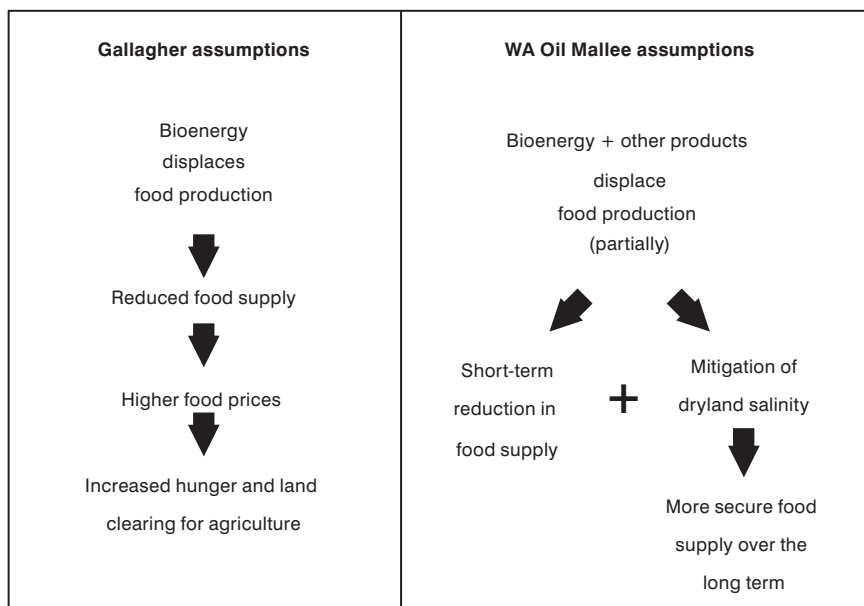 Gallagher assumptions
Bioenergy
displaces
food production
Reduced food supply
Higher food prices
Increased hunger and land
clearing for agriculture
WA Oil Mallee assumptions
Bioenergy + other products
displace
food production
(partially)
Short-term
reduction in
food supply
+
Mitigation of
dryland salinity
More secure food
supply over the
long term